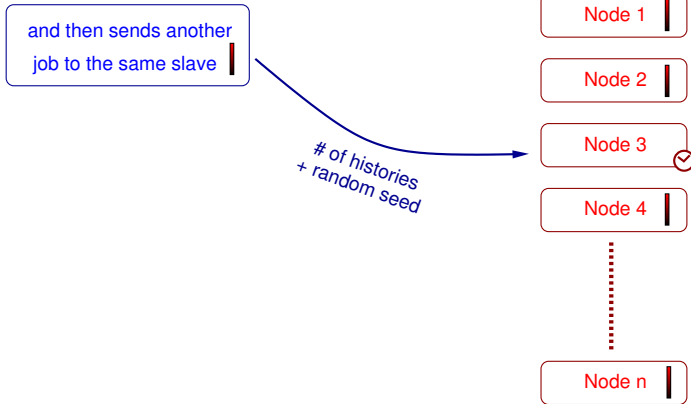 and then sends another
job to the same slave
# of histories
+ random seed
Node 1
Node 2
Node 3
Node 4
Node n